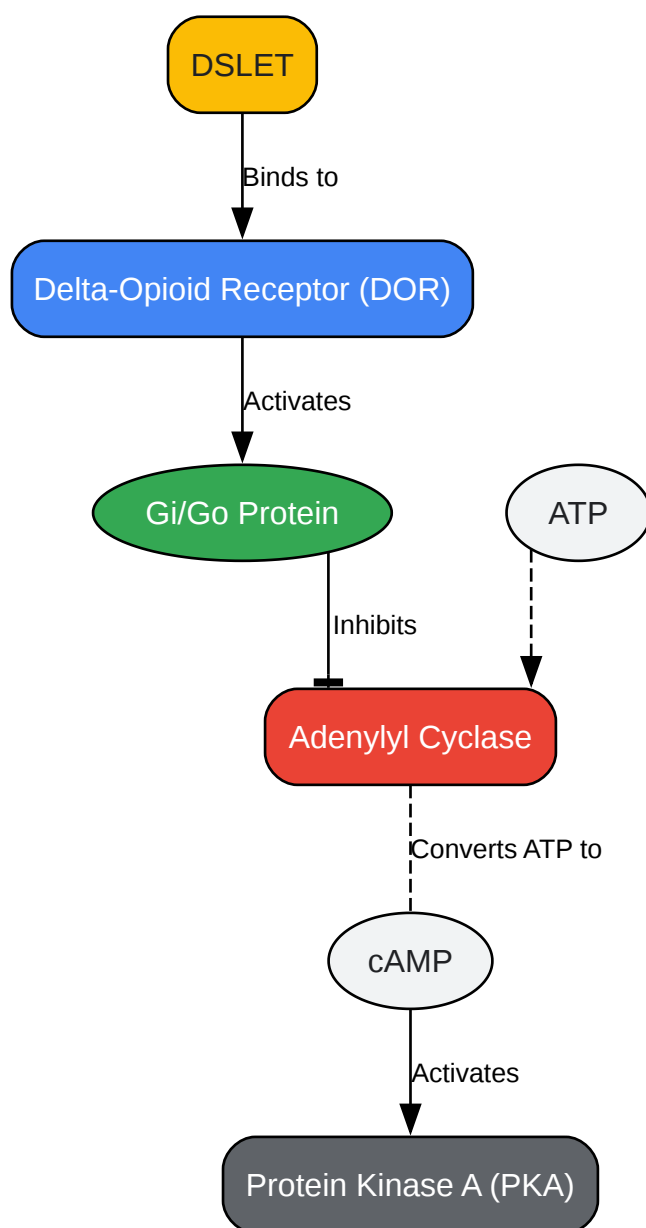 DSLET
Binds to
Delta-Opioid Receptor (DOR)
Activates
Gi/Go Protein
ATP
Inhibits
Adenylyl Cyclase
Converts ATP to
cAMP
Activates
Protein Kinase A (PKA)